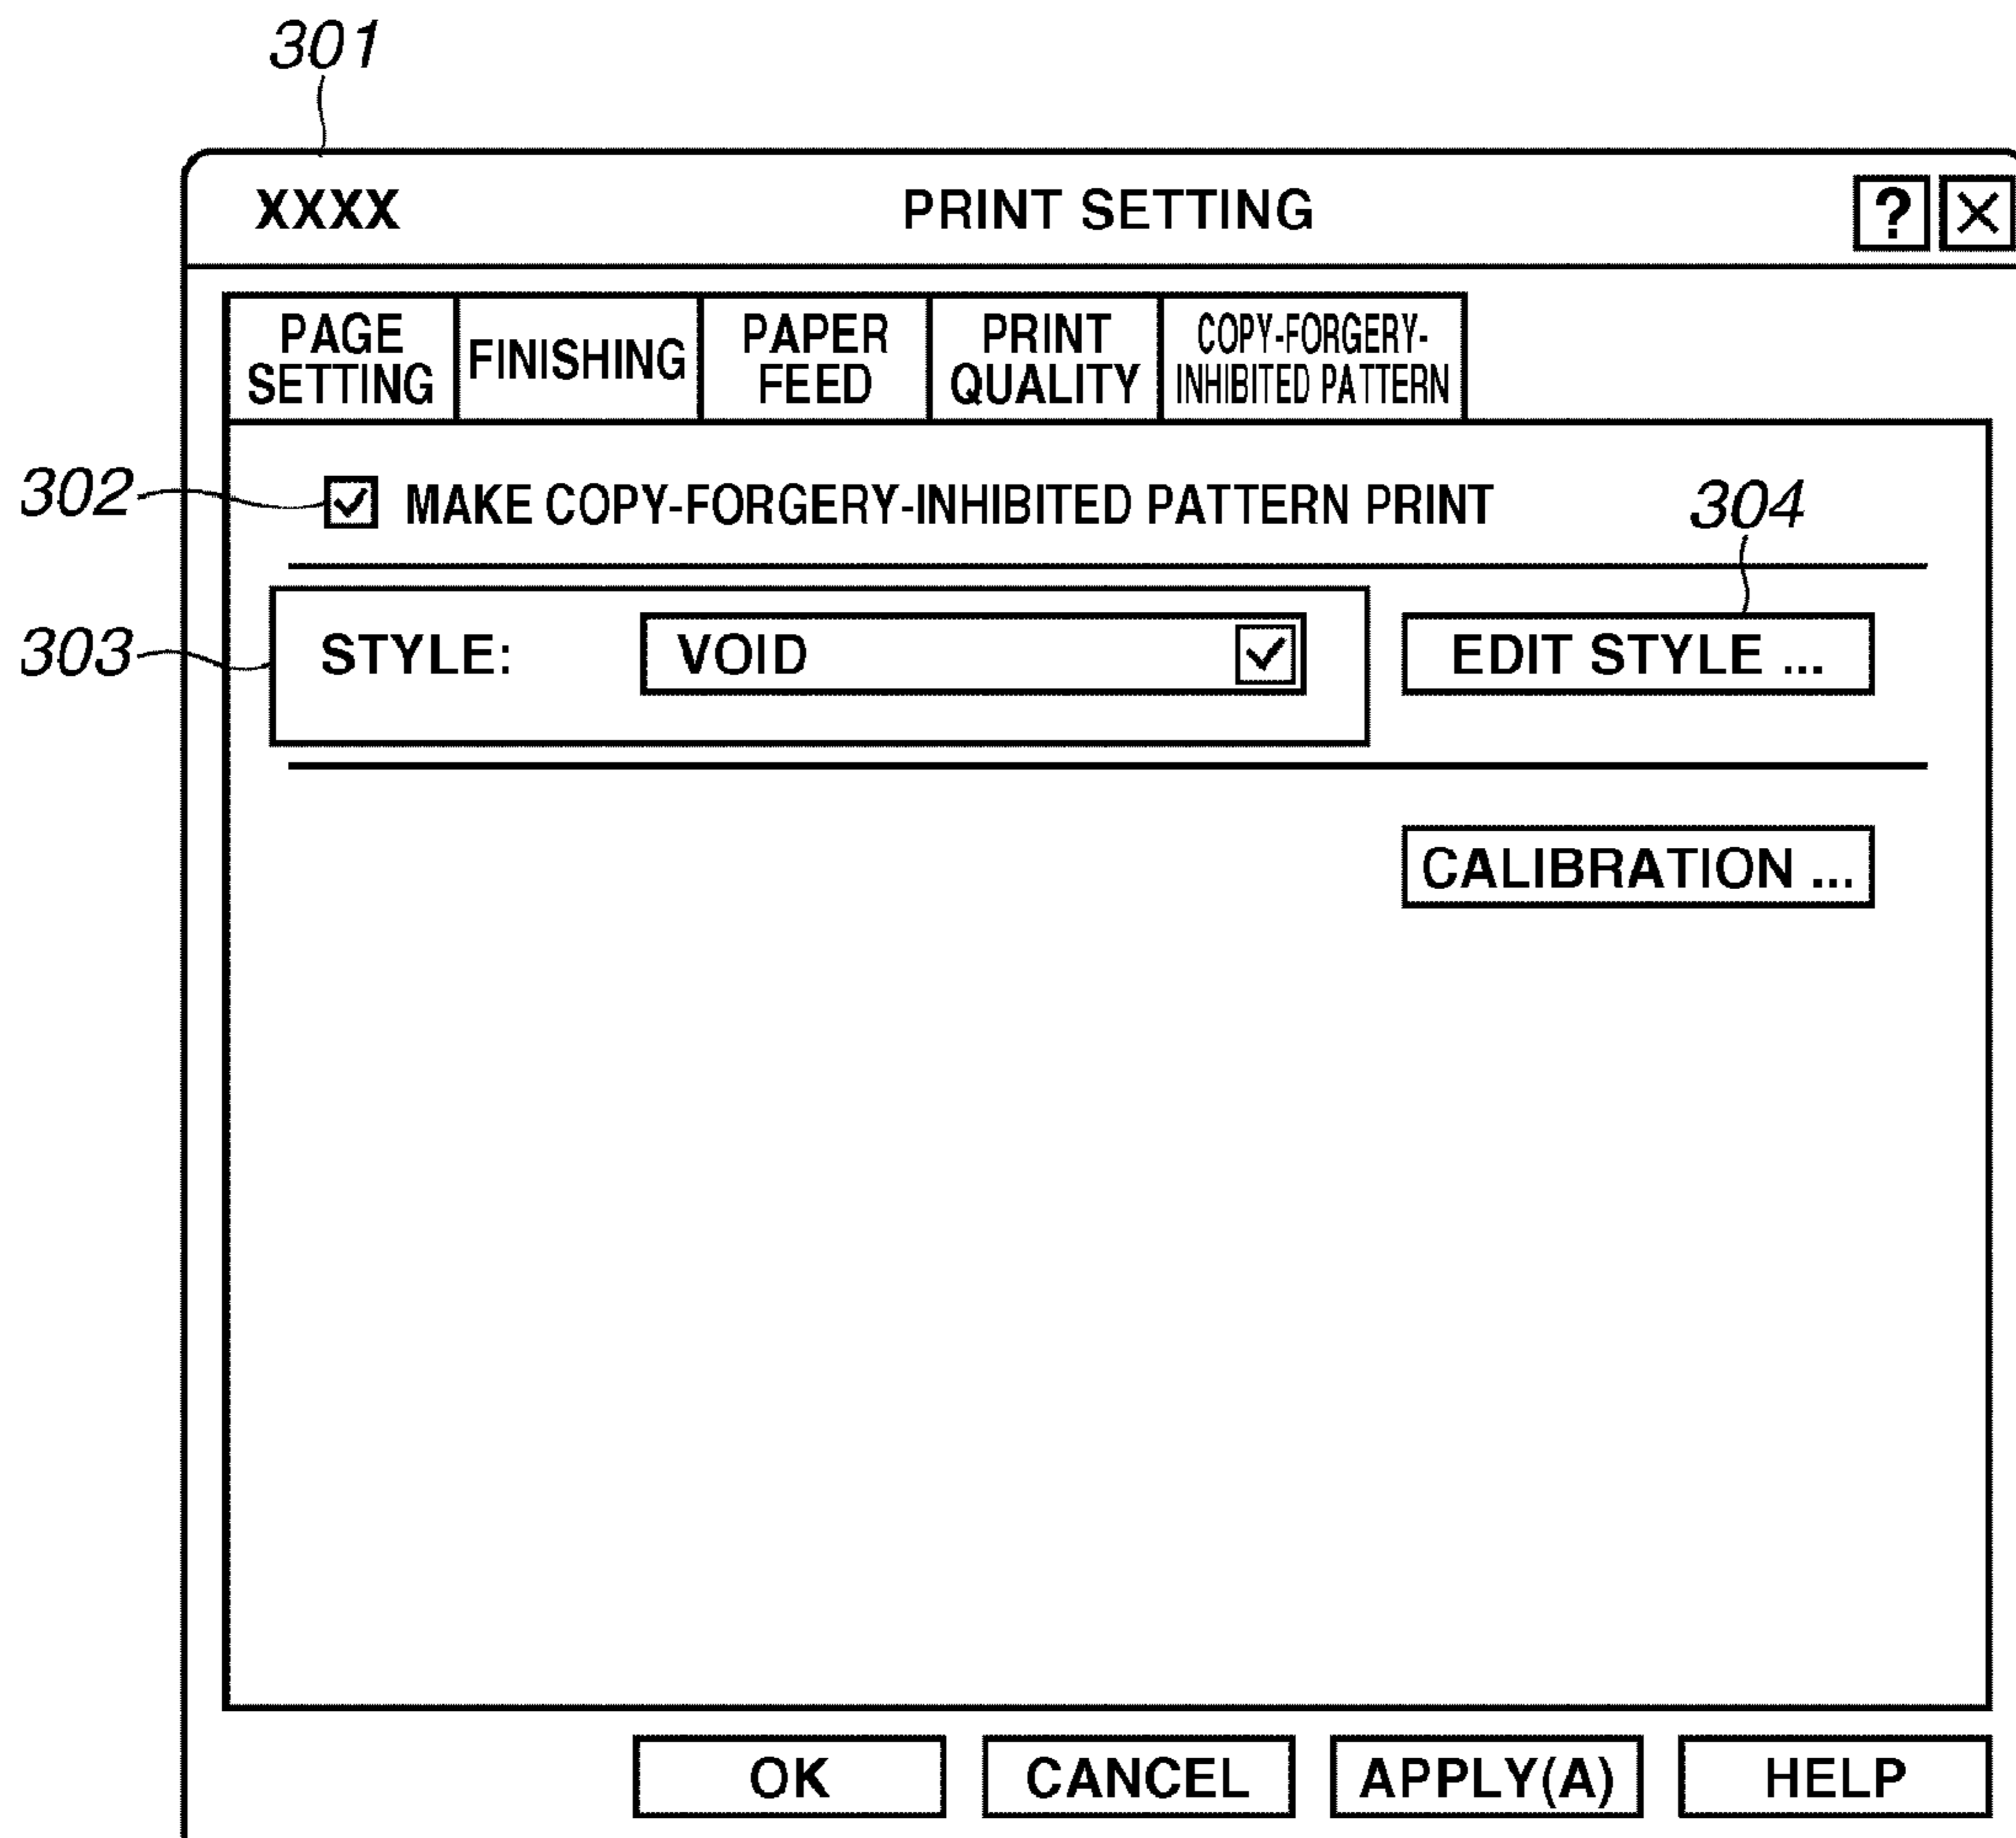 301
XXXX PRINT SETTING ? X
PAGE SETTING FINISHING PAPER FEED PRINT QUALITY COPY-FORGERY-INHIBITED PATTERN
302 MAKE COPY-FORGERY-INHIBITED PATTERN PRINT
304
303 STYLE: VOID EDIT STYLE ...
CALIBRATION ...
OK CANCEL APPLY(A) HELP